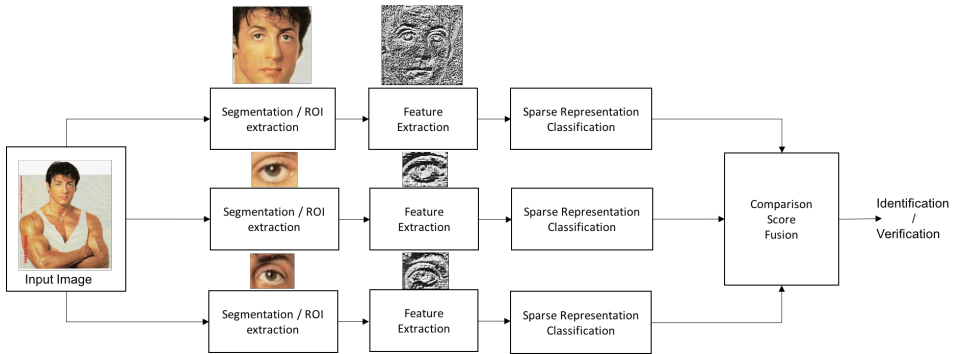 Segmentation / ROI
extraction
Feature
Extraction
Sparse Representation
Classification
Input Image
Segmentation / ROI
extraction
Feature
Extraction
Sparse Representation
Classification
Comparison
Score
Fusion
Identification
/
Verification
Segmentation / ROI
extraction
Feature
Extraction
Sparse Representation
Classification